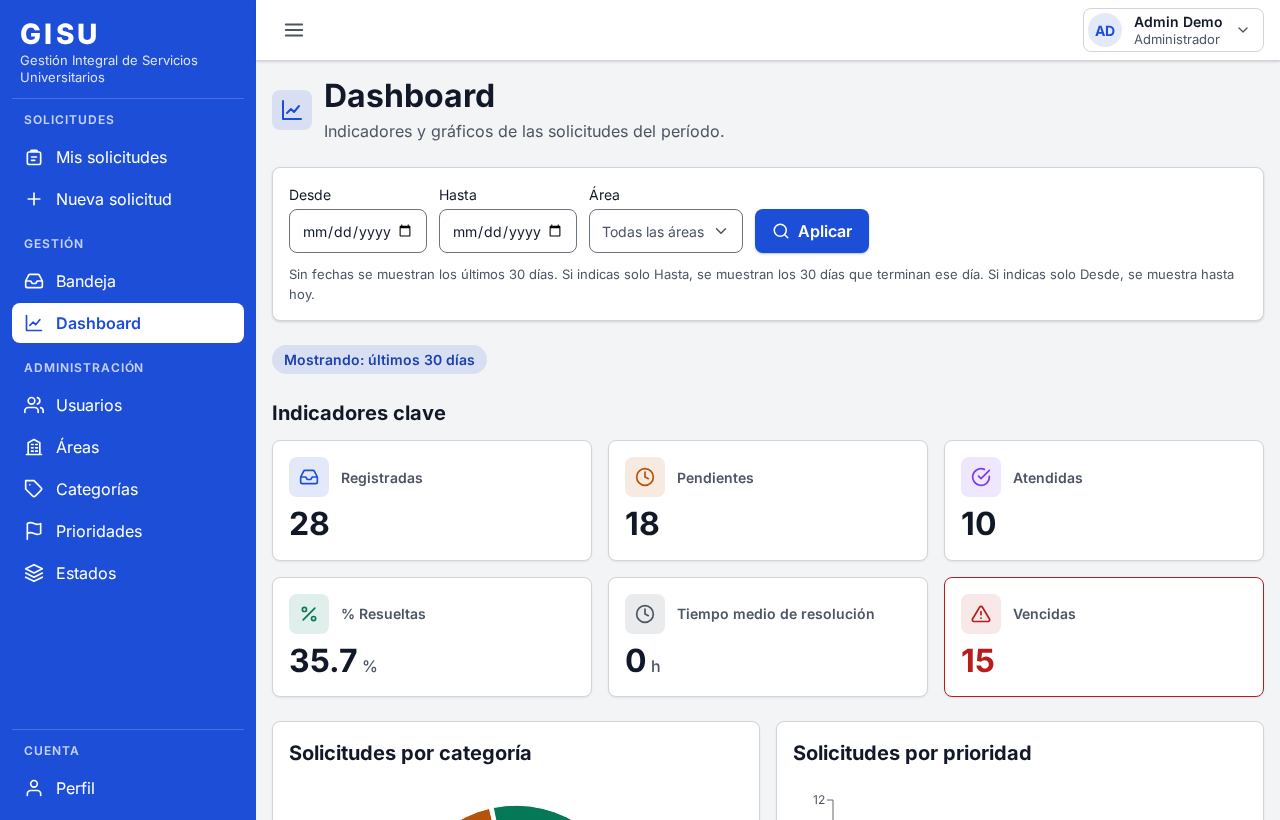 GISU
Gestión Integral de Servicios
Universitarios
SOLICITUDES
Mis solicitudes
Nueva solicitud
GESTIÓN
Bandeja
Dashboard
ADMINISTRACIÓN
Usuarios
Áreas
Categorías
Prioridades
Estados
CUENTA
Perfil
AD
Admin Demo
Administrador
Dashboard
Indicadores y gráficos de las solicitudes del período.
Desde
Hasta
Área
mm/dd/yyyy
mm/dd/yyyy
Todas las áreas
Aplicar
Sin fechas se muestran los últimos 30 días. Si indicas solo Hasta, se muestran los 30 días que terminan ese día. Si indicas solo Desde, se muestra hasta
hoy.
Mostrando: últimos 30 días
Indicadores clave
Registradas
28
Pendientes
18
Atendidas
10
% Resueltas
35.7 %
Tiempo medio de resolución
0 h
Vencidas
15
Solicitudes por categoría
Solicitudes por prioridad
12